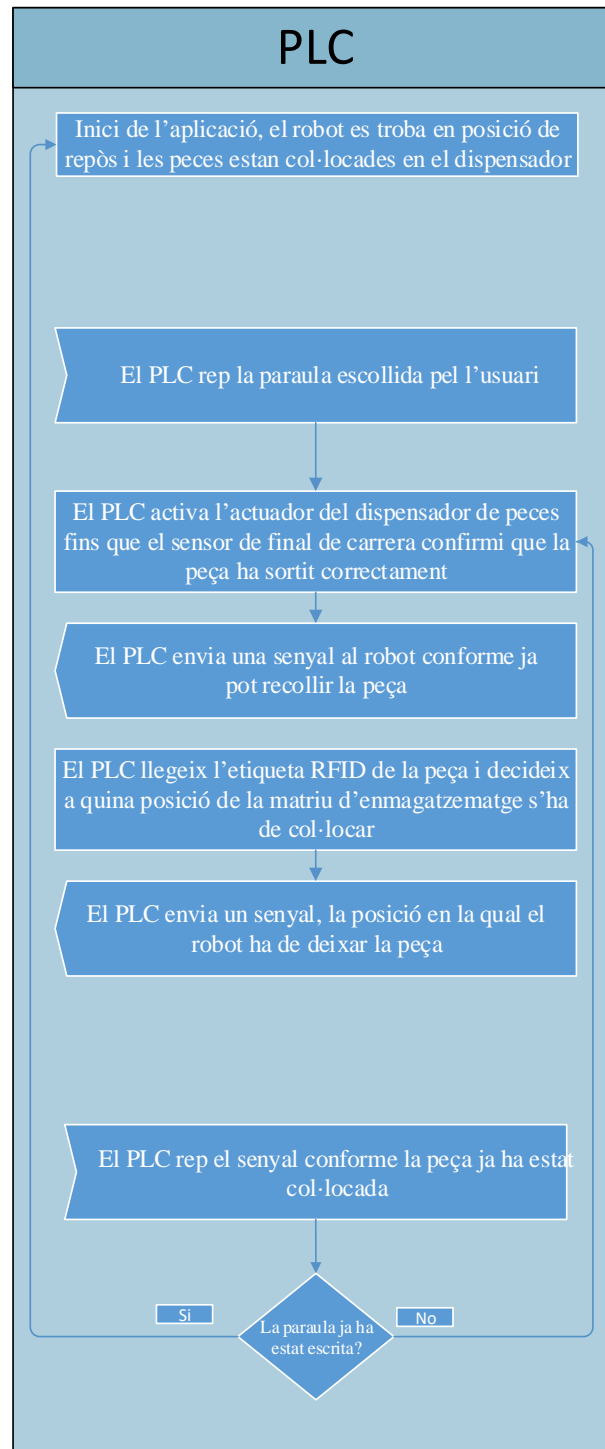 PLC
Inici de l’aplicació, el robot es troba en posició de
repòs i les peces estan col·locades en el dispensador
El PLC rep la paraula escollida pel l’usuari
El PLC activa l’actuador del dispensador de peces
fins que el sensor de final de carrera confirmi que la
peça ha sortit correctament
El PLC envia una senyal al robot conforme ja
pot recollir la peça
El PLC llegeix l’etiqueta RFID de la peça i decideix
a quina posició de la matriu d’enmagatzematge s’ha
de col·locar
El PLC envia un senyal, la posició en la qual el
robot ha de deixar la peça
El PLC rep el senyal conforme la peça ja ha estat
col·locada
Si
No
La paraula ja ha
estat escrita?